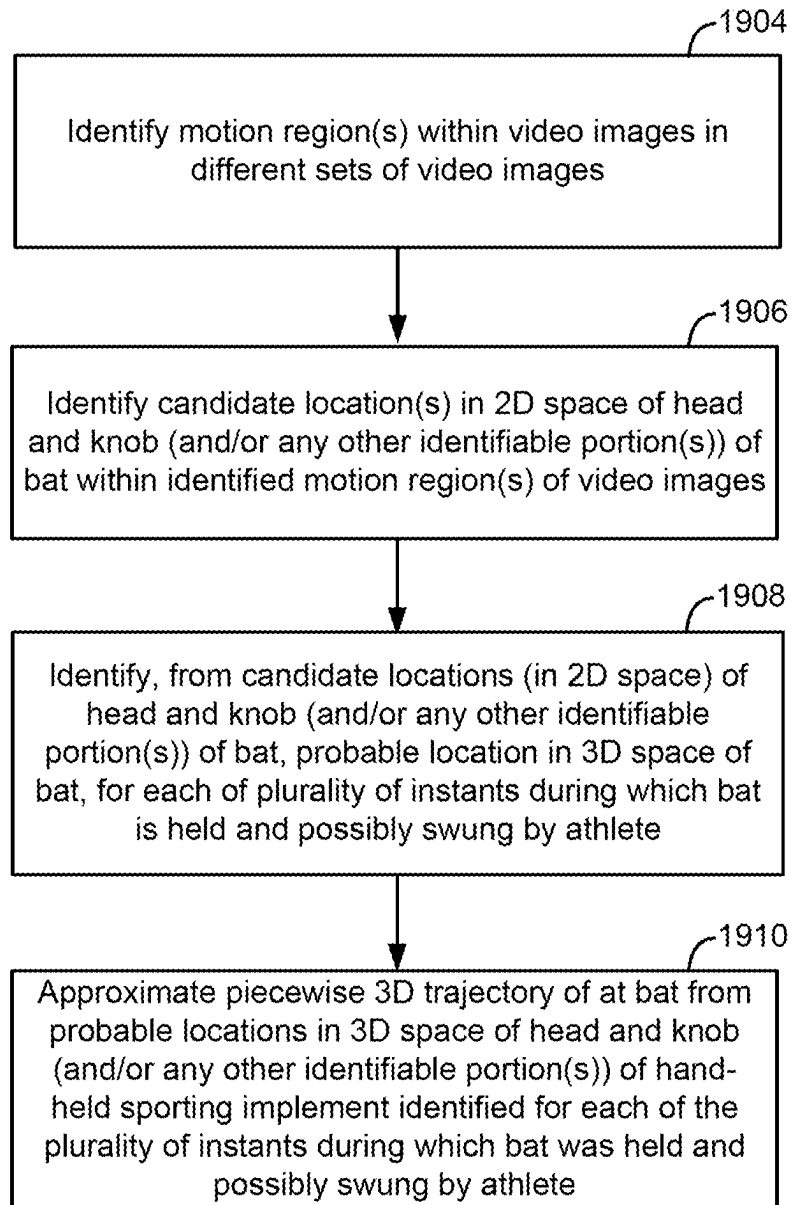 1904
Identify motion region(s) within video images in
different sets of video images
1906
Identify candidate location(s) in 2D space of head
and knob (and/or any other identifiable portion(s)) of
bat within identified motion region(s) of video images
1908
Identify, from candidate locations (in 2D space) of
head and knob (and/or any other identifiable
portion(s)) of bat, probable location in 3D space of
bat, for each of plurality of instants during which bat
is held and possibly swung by athlete
1910
Approximate piecewise 3D trajectory of at bat from
probable locations in 3D space of head and knob
(and/or any other identifiable portion(s)) of hand-
held sporting implement identified for each of the
plurality of instants during which bat was held and
possibly swung by athlete